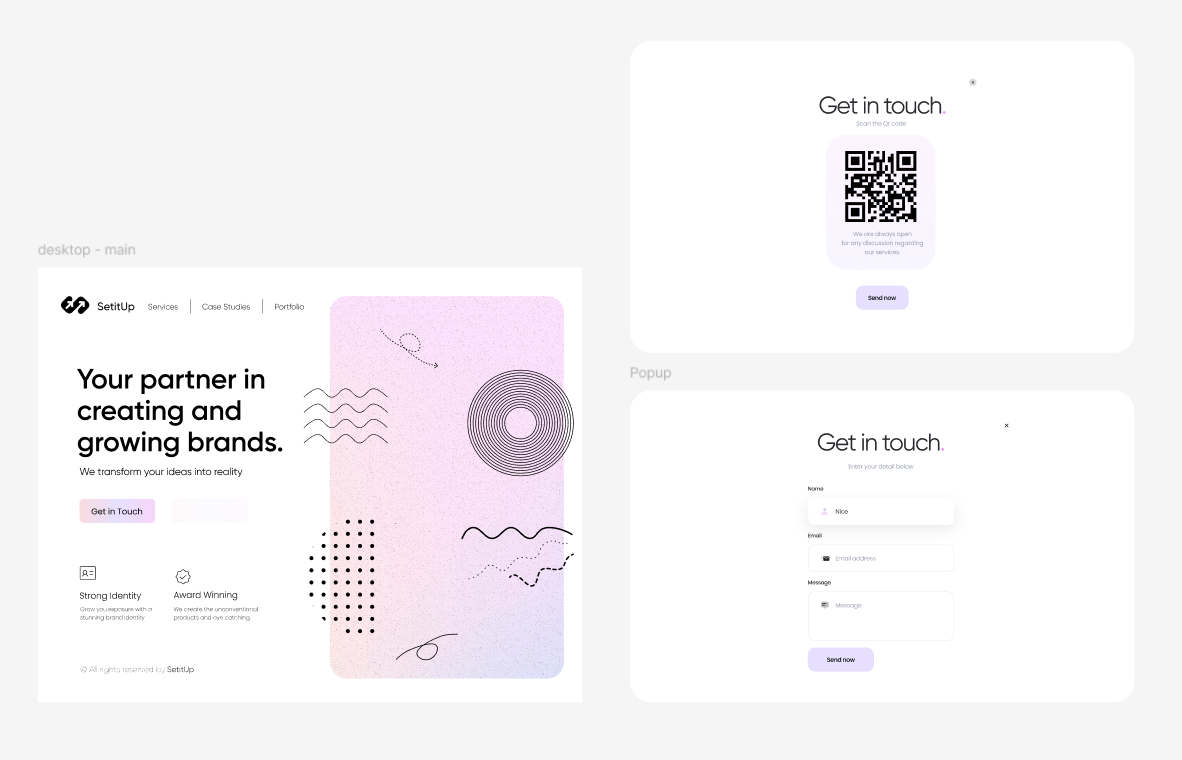 desktop - main
SetitUp
Services
Case Studies
Portfolio
Your partner in
creating and
growing brands.
We transform your ideas into reality
Get in Touch
Strong Identity
Grow you exposure with a
stunning brand identity
Award Winning
We create the unconventional
products and eye catching
© All rights reserved by SetitUp
Get in touch.
Scan the Qr code
We are always open
for any discussion regarding
our services.
Send now
Popup
Get in touch.
Enter your detail below
Name
Nice
Email
Email address
Message
Message
Send now